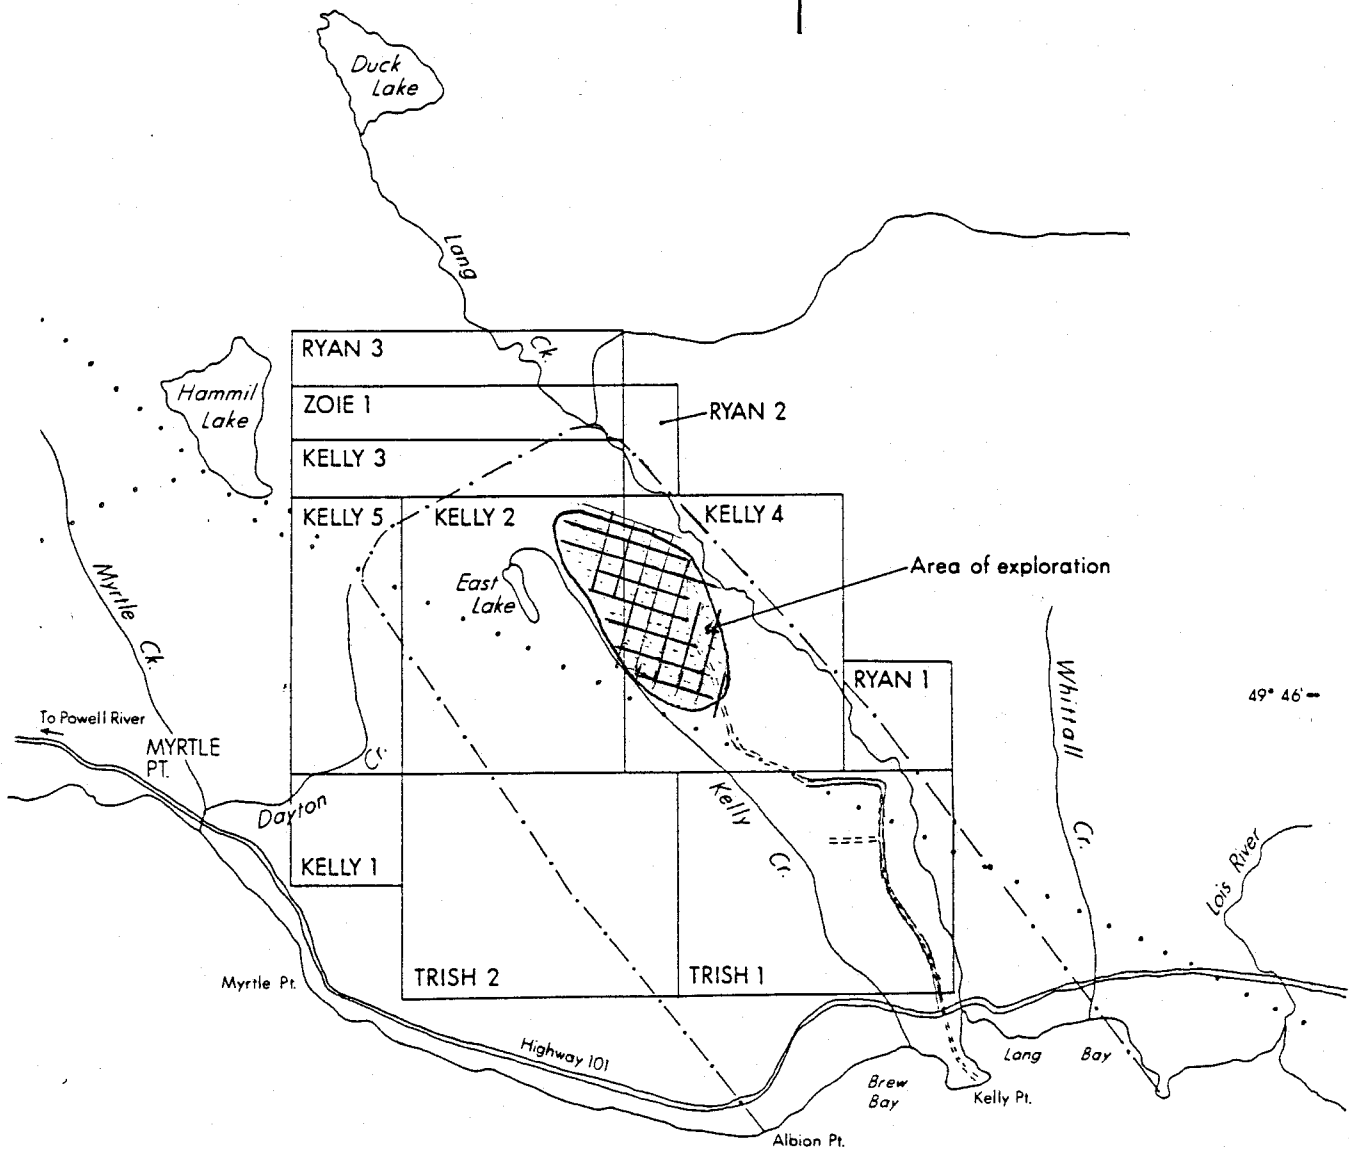 Duck
Lake
Lang
Ck.
RYAN 3
Hammil
Lake
ZOIE 1
RYAN 2
KELLY 3
KELLY 5
KELLY 2
KELLY 4
Area of exploration
East
Lake
Myrtle
Ck.
RYAN 1
Whittall
Cr.
49° 46'
To Powell River
MYRTLE
PT.
Dayton
Cr.
Kelly
Cr.
KELLY 1
Lois River
TRISH 2
TRISH 1
Myrtle Pt.
Highway 101
Lang Bay
Brew
Bay
Kelly Pt.
Albion Pt.